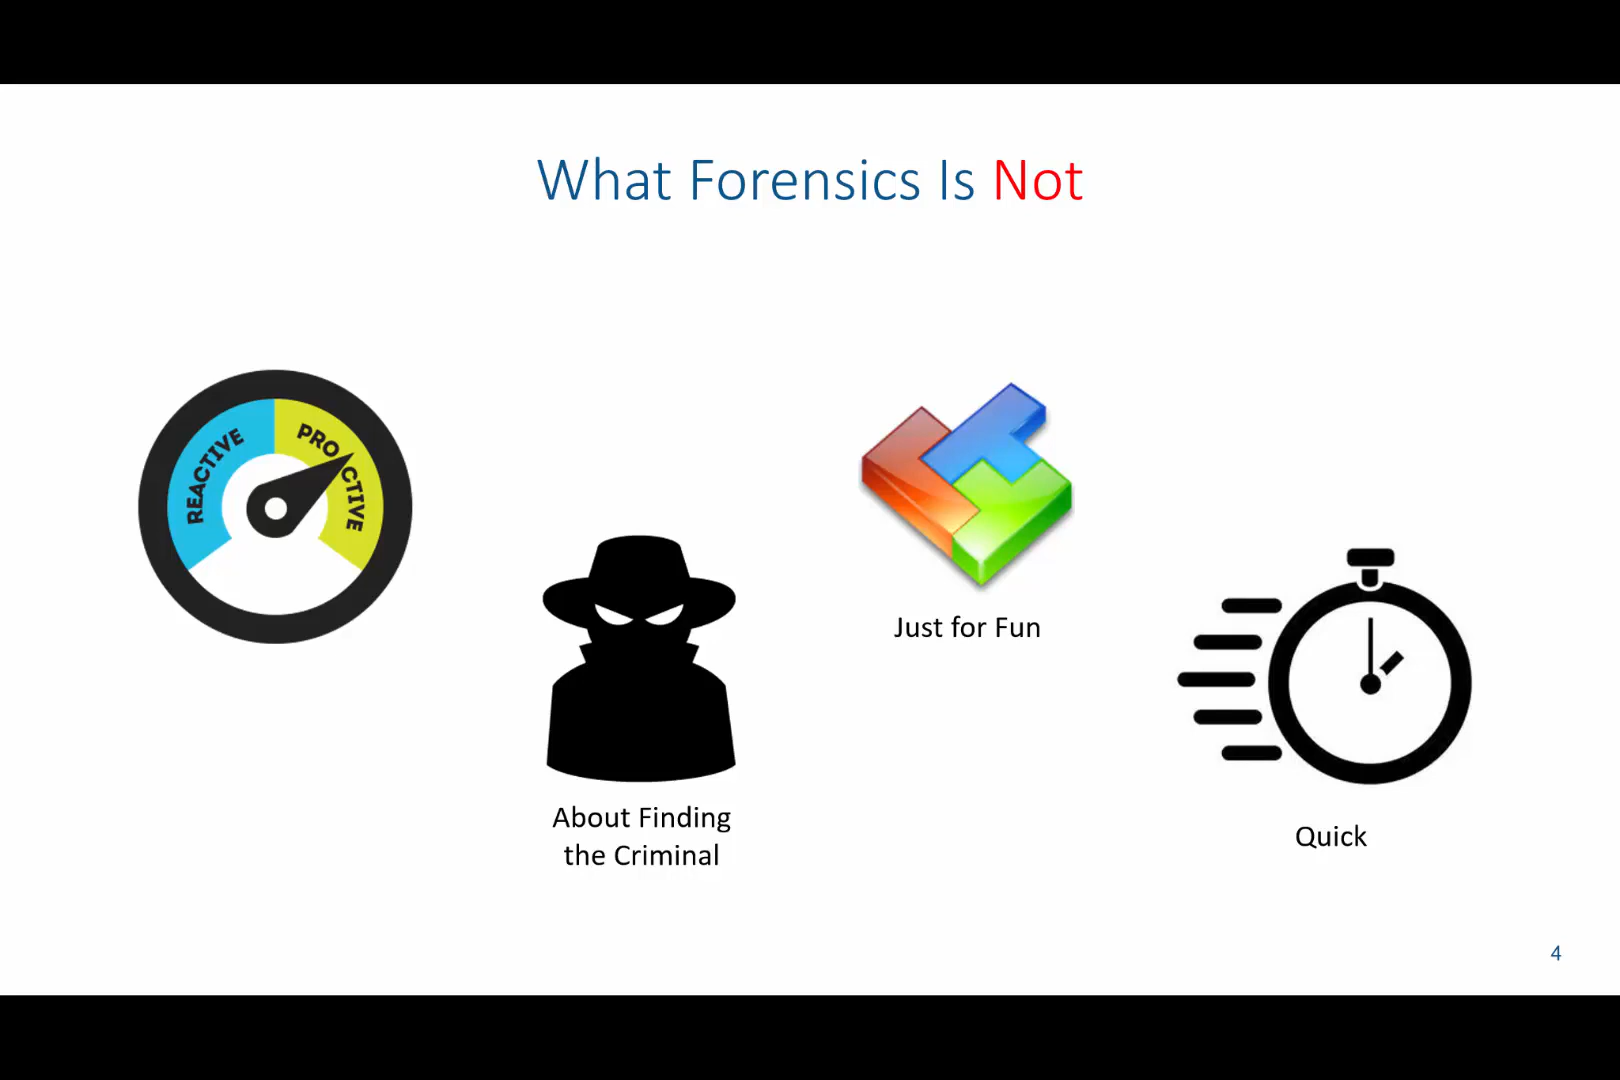 What Forensics Is Not
REACTIVE
PROACTIVE
Just for Fun
About Finding
the Criminal
Quick
4